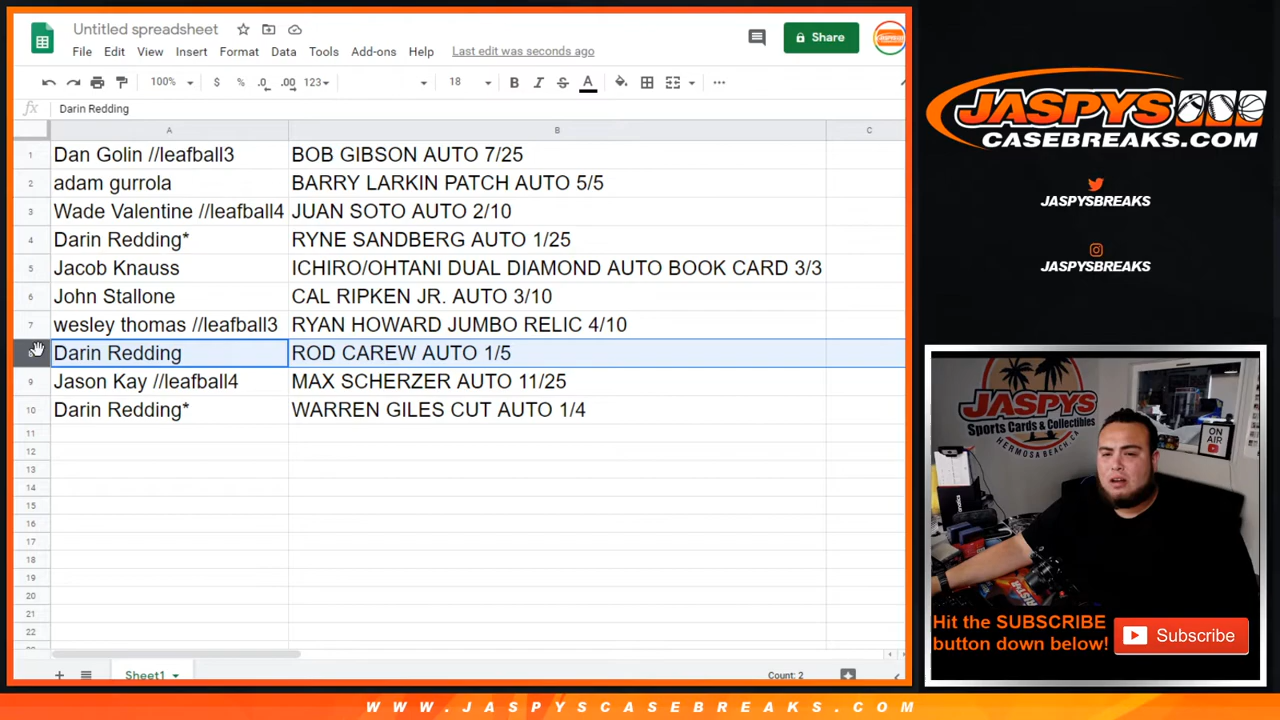 Untitled spreadsheet
File Edit View Insert Format Data Tools Add-ons Help Last edit was seconds ago
Share
100% $ % .0 .00 123 18 B I S A
fx Darin Redding
A B C
1 Dan Golin //leafball3 BOB GIBSON AUTO 7/25
2 adam gurrola BARRY LARKIN PATCH AUTO 5/5
3 Wade Valentine //leafball4 JUAN SOTO AUTO 2/10
4 Darin Redding* RYNE SANDBERG AUTO 1/25
5 Jacob Knauss ICHIRO/OHTANI DUAL DIAMOND AUTO BOOK CARD 3/3
6 John Stallone CAL RIPKEN JR. AUTO 3/10
7 wesley thomas //leafball3 RYAN HOWARD JUMBO RELIC 4/10
Darin Redding ROD CAREW AUTO 1/5
9 Jason Kay //leafball4 MAX SCHERZER AUTO 11/25
10 Darin Redding* WARREN GILES CUT AUTO 1/4
11
12
13
14
15
16
17
18
19
20
21
22
Sheet1
Count: 2
JASPYS
CASEBREAKS.COM
JASPYSBREAKS
JASPYSBREAKS
JASPYS
Sports Cards & Collectibles
HERMOSA BEACH, CA
ON AIR
Hit the SUBSCRIBE
button down below!
Subscribe
WWW.JASPYSCASEBREAKS.COM